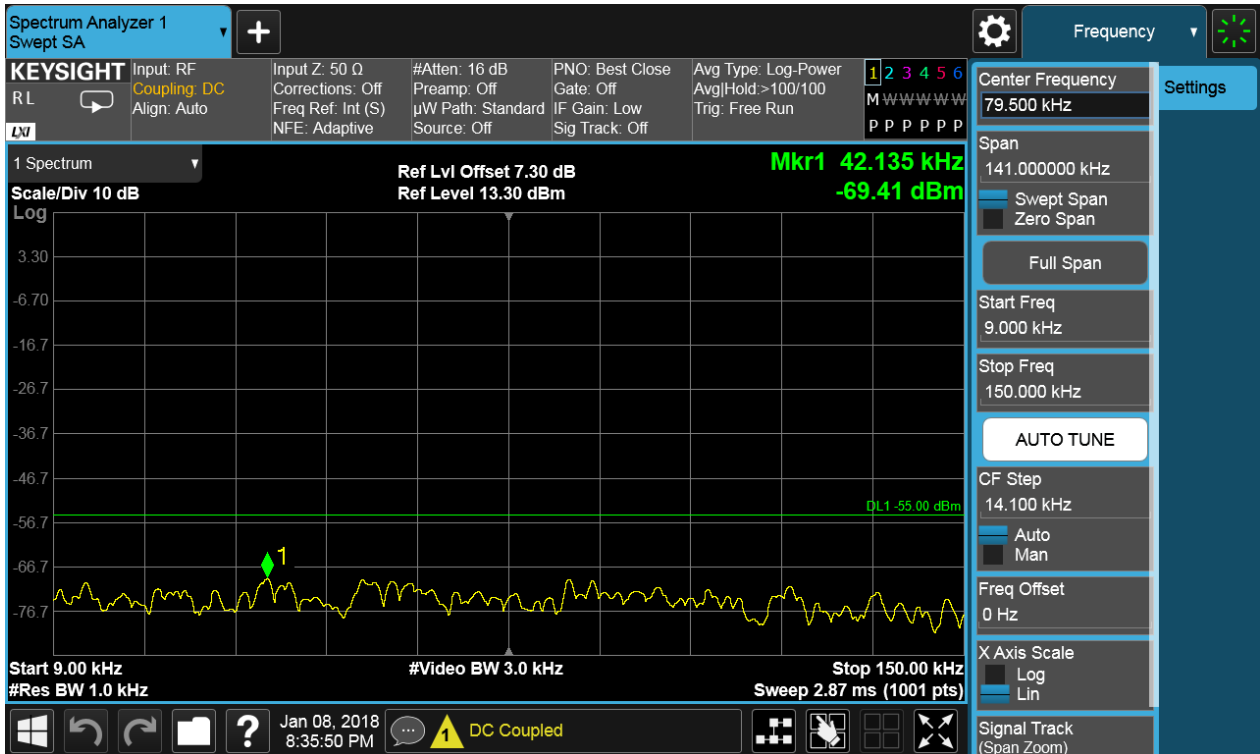 Spectrum Analyzer 1
Swept SA
+
Frequency
KEYSIGHT
RL
LXI
Input: RF
Coupling: DC
Align: Auto
Input Z: 50 Ω
Corrections: Off
Freq Ref: Int (S)
NFE: Adaptive
#Atten: 16 dB
Preamp: Off
µW Path: Standard
Source: Off
PNO: Best Close
Gate: Off
IF Gain: Low
Sig Track: Off
Avg Type: Log-Power
Avg|Hold:>100/100
Trig: Free Run
1 2 3 4 5 6
M W W W W W
P P P P P P
1 Spectrum
Scale/Div 10 dB
Log
Ref Lvl Offset 7.30 dB
Ref Level 13.30 dBm
Mkr1 42.135 kHz
-69.41 dBm
3.30
-6.70
-16.7
-26.7
-36.7
-46.7
-56.7
-66.7
-76.7
DL1 -55.00 dBm
1
Start 9.00 kHz
#Res BW 1.0 kHz
#Video BW 3.0 kHz
Stop 150.00 kHz
Sweep 2.87 ms (1001 pts)
Center Frequency
79.500 kHz
Span
141.000000 kHz
Swept Span
Zero Span
Full Span
Start Freq
9.000 kHz
Stop Freq
150.000 kHz
AUTO TUNE
CF Step
14.100 kHz
Auto
Man
Freq Offset
0 Hz
X Axis Scale
Log
Lin
Signal Track
(Span Zoom)
Settings
?
Jan 08, 2018
8:35:50 PM
1
DC Coupled